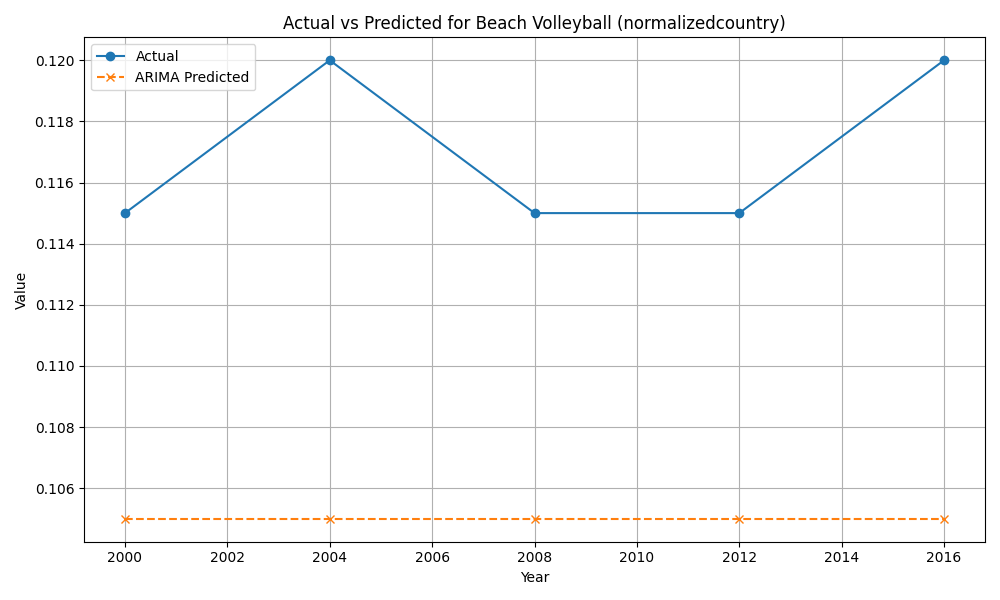 Actual vs Predicted for Beach Volleyball (normalizedcountry)
Actual
ARIMA Predicted
0.120
0.118
0.116
0.114
0.112
0.110
0.108
0.106
Value
2000 2002 2004 2006 2008 2010 2012 2014 2016
Year